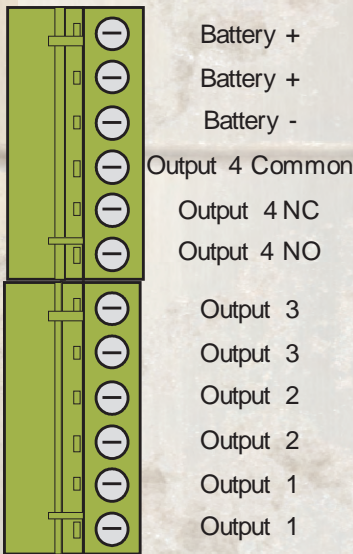 Battery +
Battery +
Battery -
Output 4 Common
Output 4 NC
Output 4 NO
Output 3
Output 3
Output 2
Output 2
Output 1
Output 1